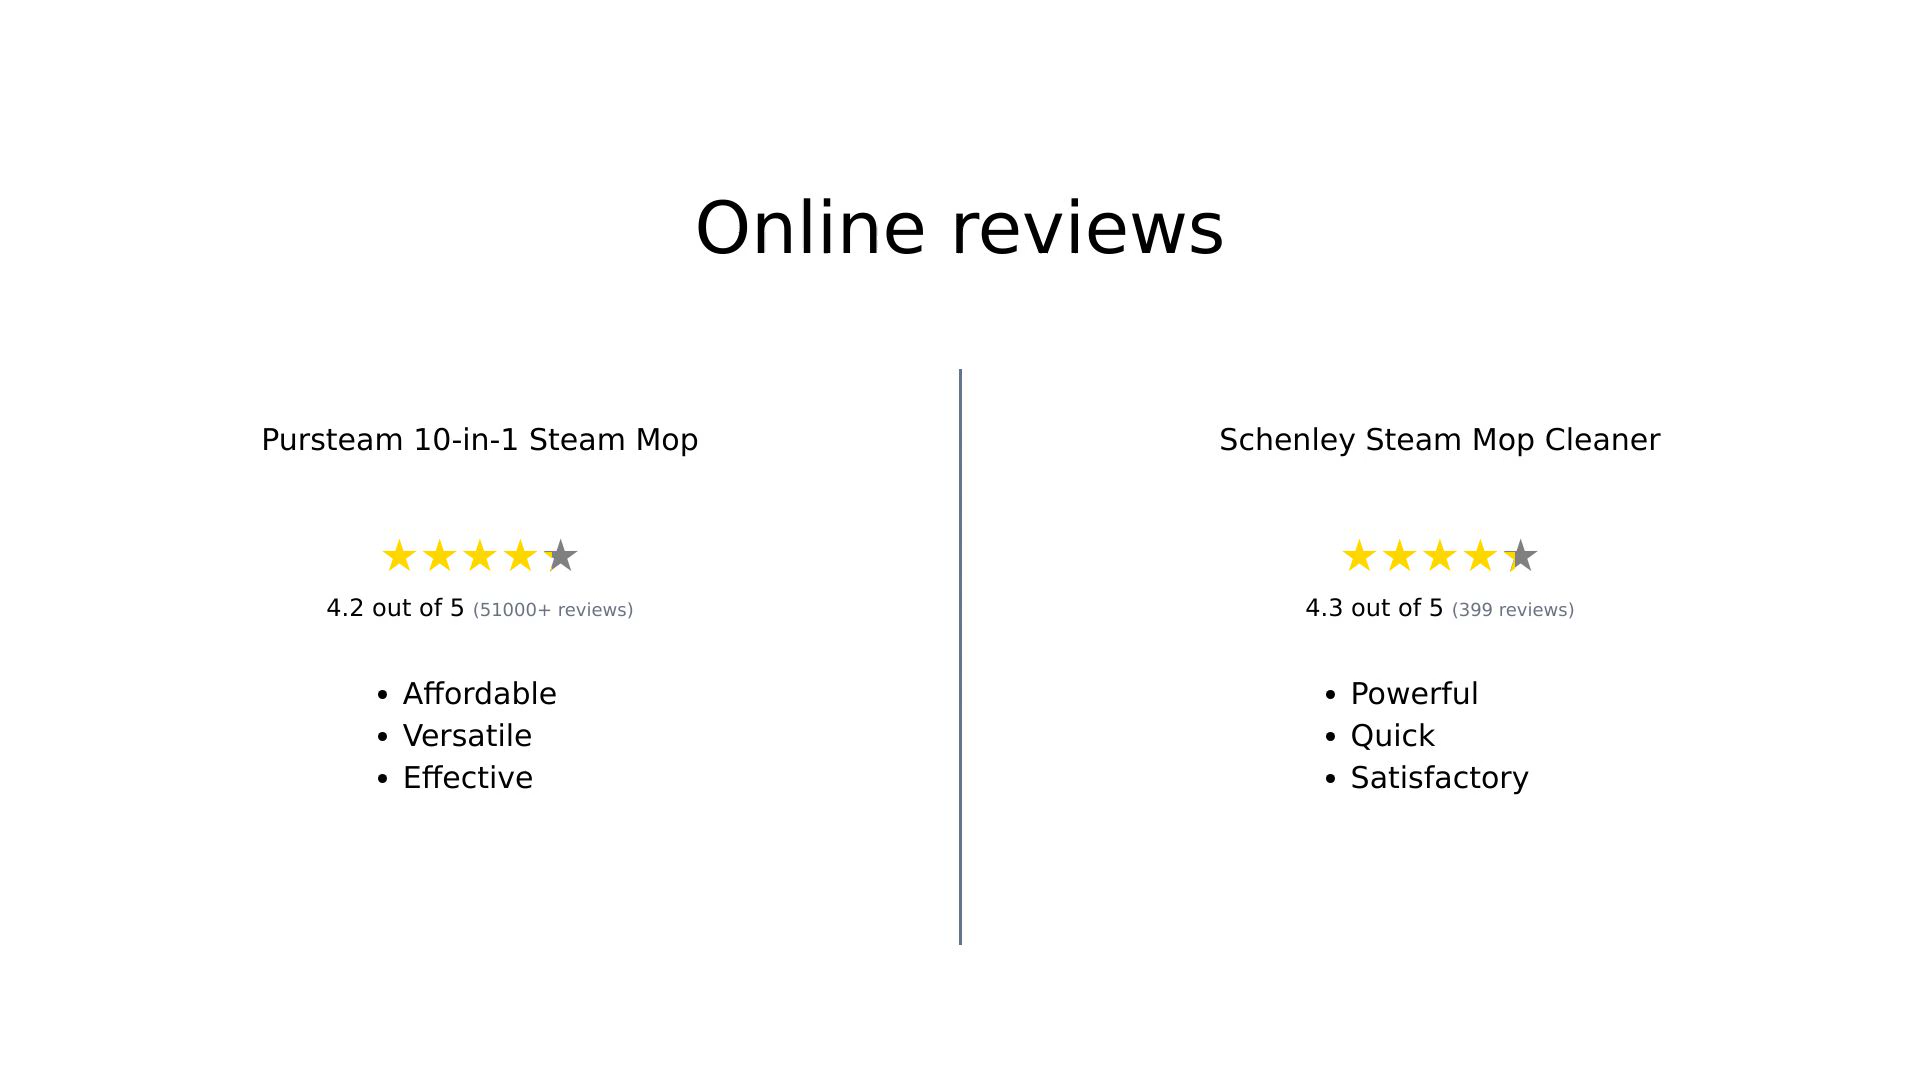 Online reviews
Pursteam 10-in-1 Steam Mop
4.2 out of 5 (51000+ reviews)
• Affordable
• Versatile
• Effective
Schenley Steam Mop Cleaner
4.3 out of 5 (399 reviews)
• Powerful
• Quick
• Satisfactory